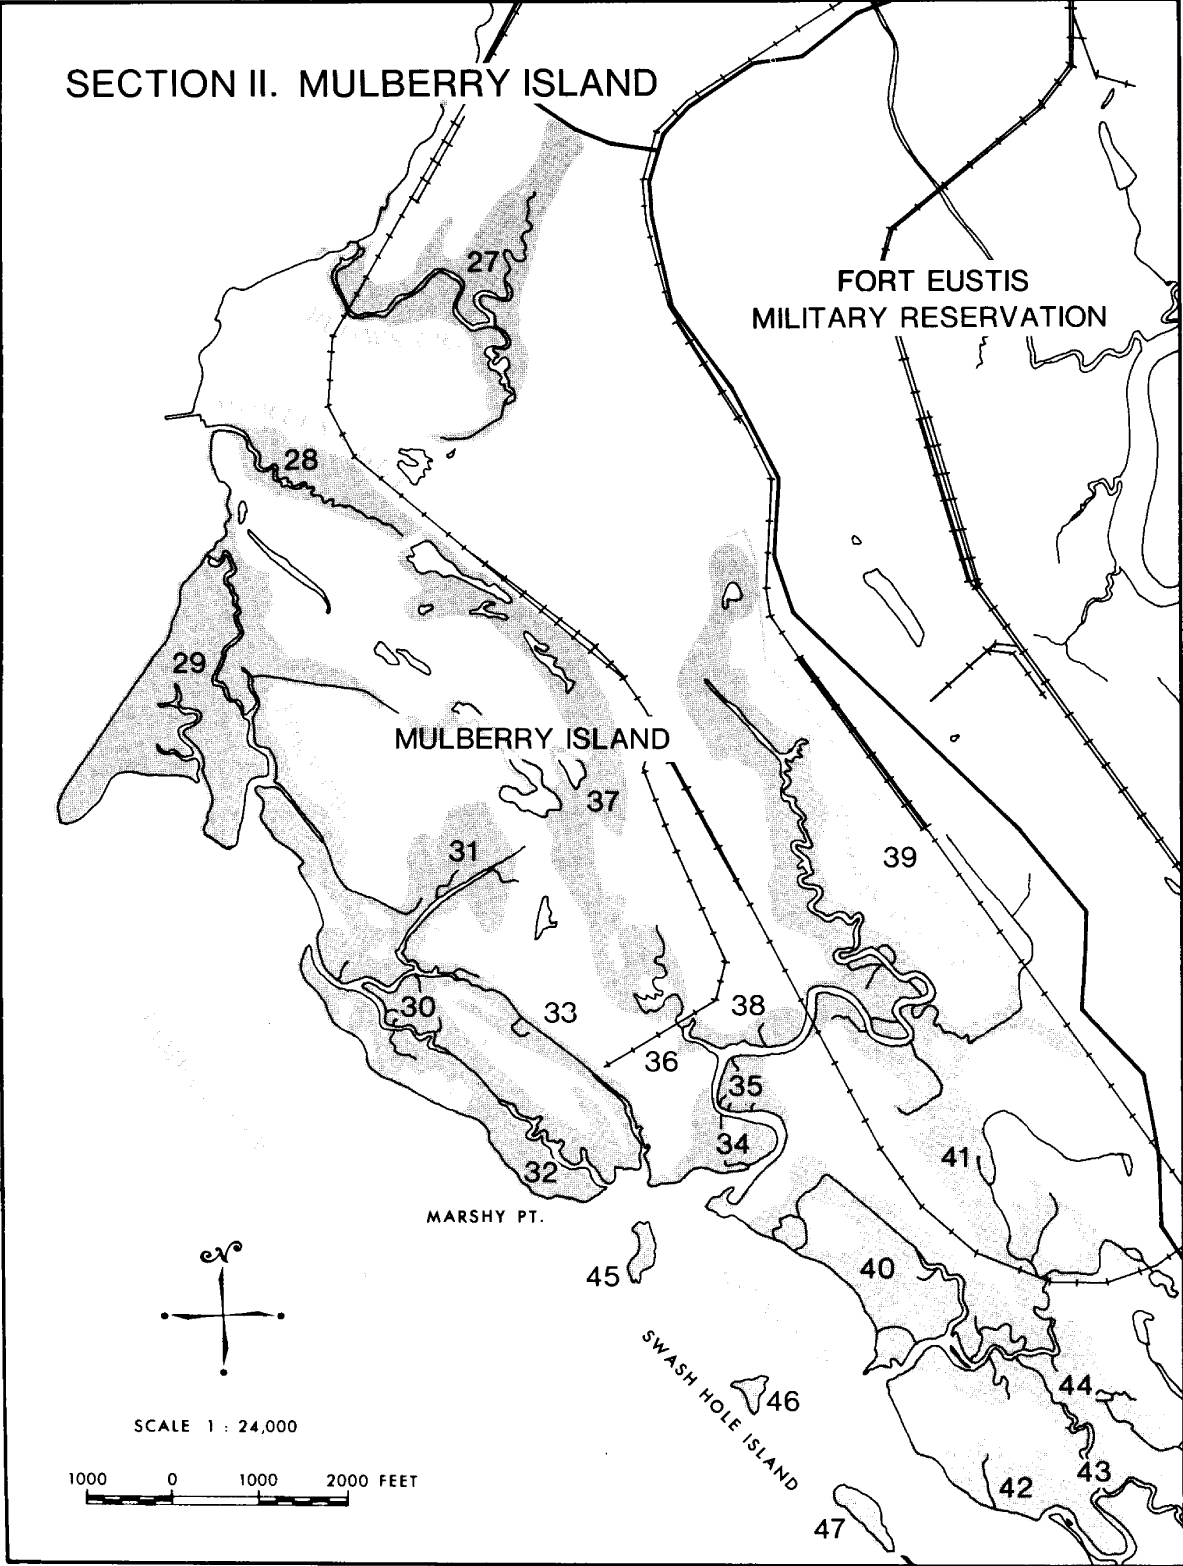 SECTION II. MULBERRY ISLAND
27
FORT EUSTIS
MILITARY RESERVATION
28
29
MULBERRY ISLAND
37
31
39
30
33
38
36
35
34
41
32
MARSHY PT.
N
45
40
SWASH HOLE ISLAND
46
44
SCALE 1 : 24,000
43
1000 0 1000 2000 FEET
42
47